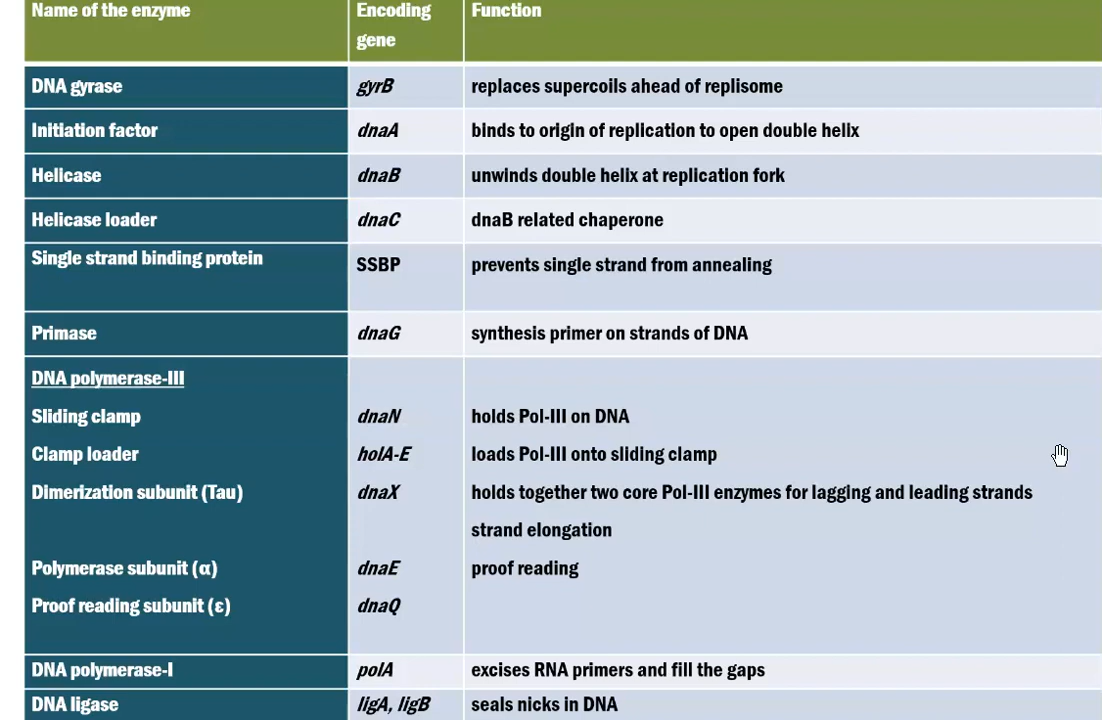 Name of the enzyme Encoding Function
gene
DNA gyrase gyrB replaces supercoils ahead of replisome
Initiation factor dnaA binds to origin of replication to open double helix
Helicase dnaB unwinds double helix at replication fork
Helicase loader dnaC dnaB related chaperone
Single strand binding protein SSBP prevents single strand from annealing
Primase dnaG synthesis primer on strands of DNA
DNA polymerase-III
Sliding clamp dnaN holds Pol-III on DNA
Clamp loader holA-E loads Pol-III onto sliding clamp
Dimerization subunit (Tau) dnaX holds together two core Pol-III enzymes for lagging and leading strands
strand elongation
Polymerase subunit (α) dnaE proof reading
Proof reading subunit (ε) dnaQ
DNA polymerase-I polA excises RNA primers and fill the gaps
DNA ligase ligA, ligB seals nicks in DNA